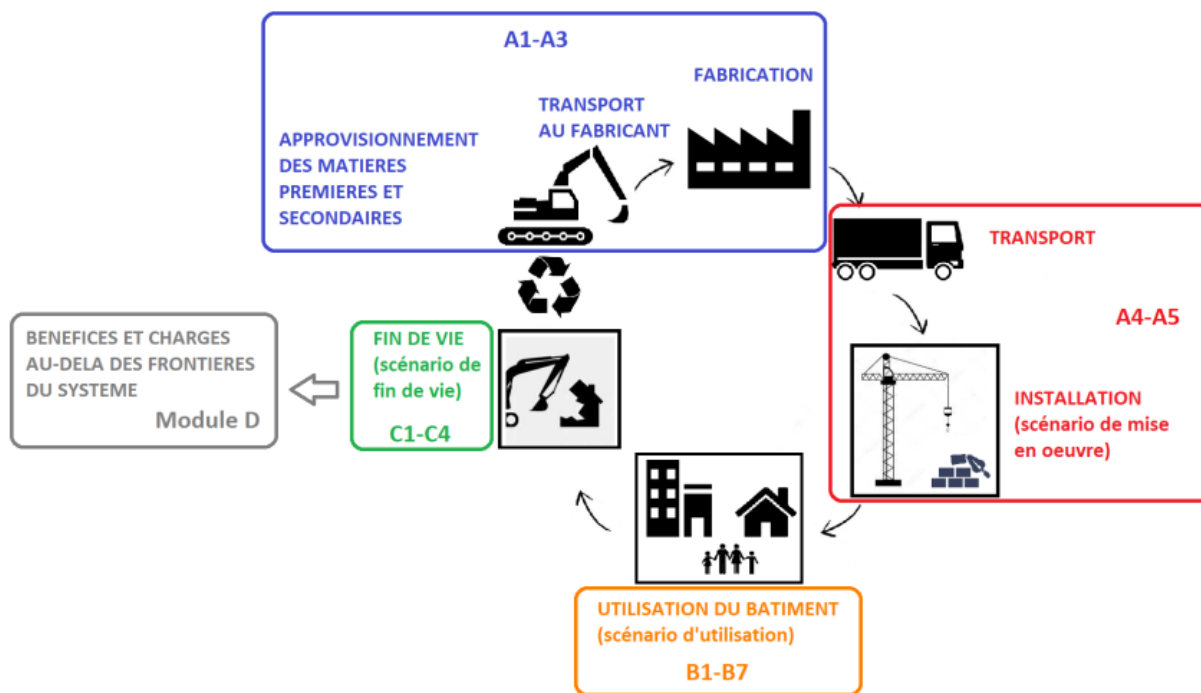 A1-A3
FABRICATION
TRANSPORT
AU FABRICANT
APPROVISIONNEMENT
DES MATIERES
PREMIERES ET
SECONDAIRES
TRANSPORT
A4-A5
INSTALLATION
(scénario de mise
en oeuvre)
BENEFICES ET CHARGES
AU-DELA DES FRONTIERES
DU SYSTEME
Module D
FIN DE VIE
(scénario de
fin de vie)
C1-C4
UTILISATION DU BATIMENT
(scénario d'utilisation)
B1-B7